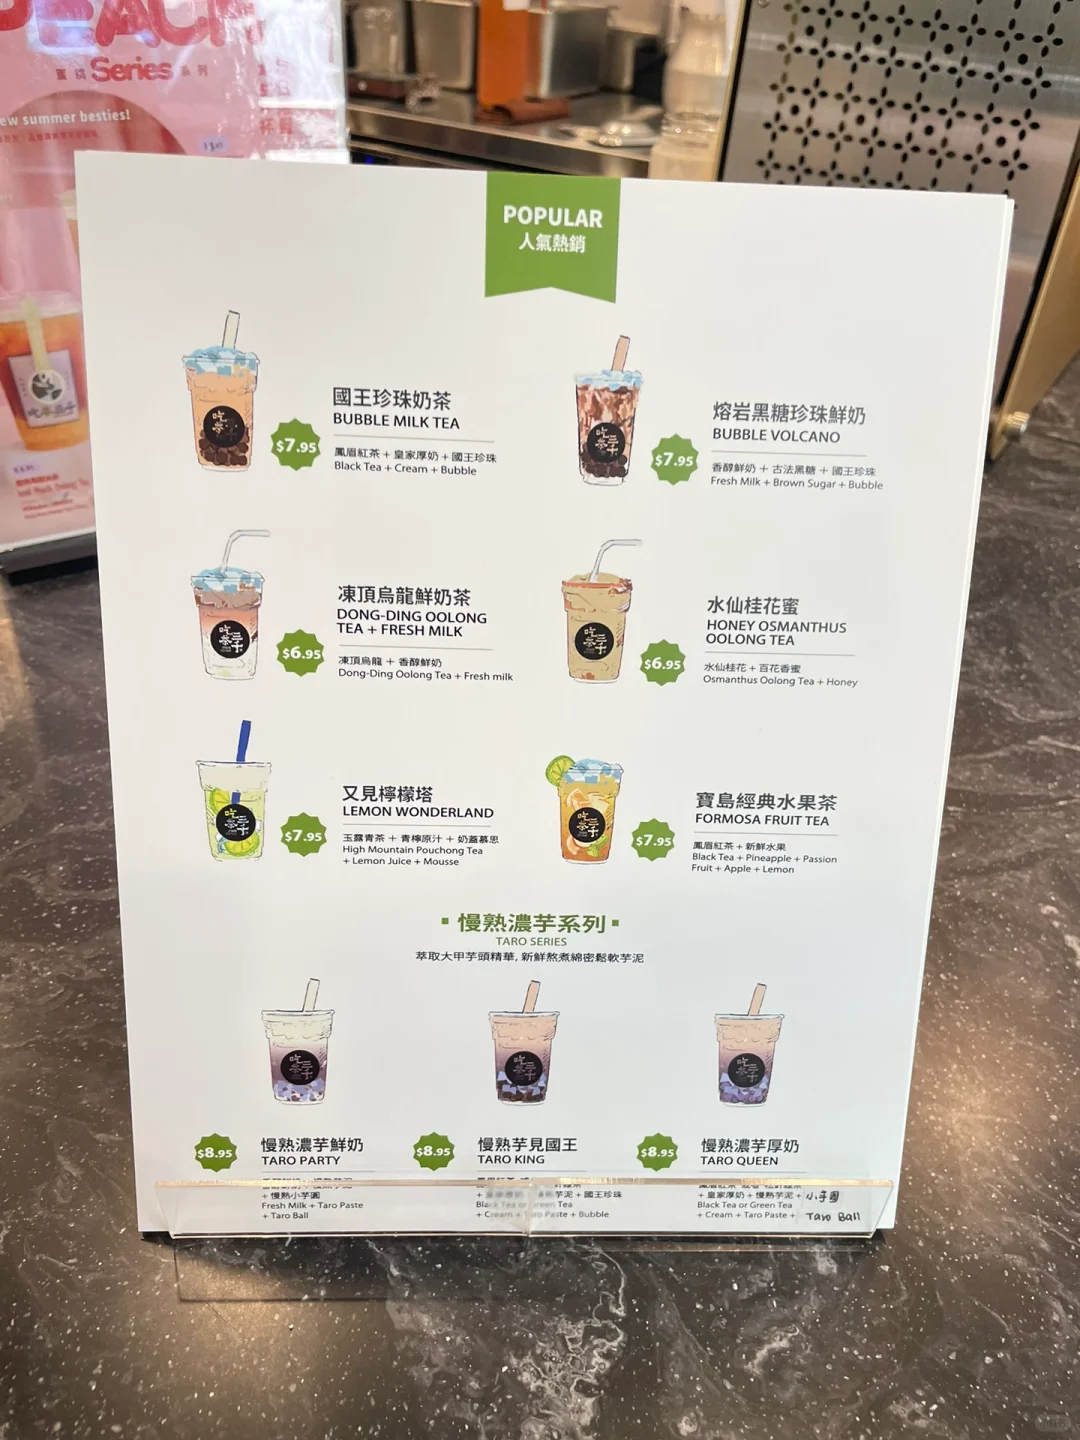 PEACH
Series 系列
ew summer besties!
POPULAR
人氣熱銷
國王珍珠奶茶
BUBBLE MILK TEA
$7.95
鳳眉紅茶 + 皇家厚奶 + 國王珍珠
Black Tea + Cream + Bubble
熔岩黑糖珍珠鮮奶
BUBBLE VOLCANO
$7.95
香醇鮮奶 + 古法黑糖 + 國王珍珠
Fresh Milk + Brown Sugar + Bubble
凍頂烏龍鮮奶茶
DONG-DING OOLONG
TEA + FRESH MILK
$6.95
凍頂烏龍 + 香醇鮮奶
Dong-Ding Oolong Tea + Fresh milk
水仙桂花蜜
HONEY OSMANTHUS
OOLONG TEA
$6.95
水仙桂花 + 百花香蜜
Osmanthus Oolong Tea + Honey
又見檸檬塔
LEMON WONDERLAND
$7.95
玉露青茶 + 青檸原汁 + 奶蓋慕思
High Mountain Pouchong Tea
+ Lemon Juice + Mousse
寶島經典水果茶
FORMOSA FRUIT TEA
$7.95
鳳眉紅茶 + 新鮮水果
Black Tea + Pineapple + Passion
Fruit + Apple + Lemon
慢熟濃芋系列
TARO SERIES
萃取大甲芋頭精華, 新鮮熬煮綿密鬆軟芋泥
$8.95
慢熟濃芋鮮奶
TARO PARTY
+ 慢熟小芋圓
Fresh Milk + Taro Paste
+ Taro Ball
$8.95
慢熟芋見國王
TARO KING
芋泥 + 國王珍珠
Black Tea or Green Tea
+ Cream + Taro Paste + Bubble
$8.95
慢熟濃芋厚奶
TARO QUEEN
+ 皇家厚奶 + 慢熟芋泥 + 小芋圓
Black Tea or Green Tea
+ Cream + Taro Paste + Taro Ball